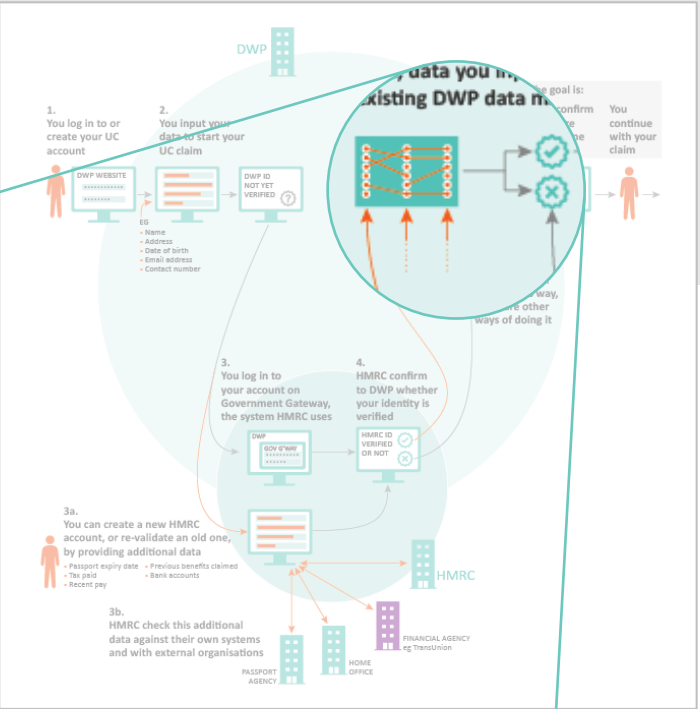 DWP
data you
existing DWP data
goal is:
confirm
You
continue
with your
claim
1.
You log in to or
create your UC
account
2.
You input your
data to start your
UC claim
DWP WEBSITE
DWP ID
NOT YET
VERIFIED
?
EG
• Name
• Address
• Date of birth
• Email address
• Contact number
way,
other
ways of doing it
3.
You log in to
your account on
Government Gateway,
the system HMRC uses
4.
HMRC confirm
to DWP whether
your identity is
verified
DWP
GOV G'WAY
HMRC ID
VERIFIED
OR NOT
3a.
You can create a new HMRC
account, or re-validate an old one,
by providing additional data
• Passport expiry date • Previous benefits claimed
• Tax paid • Bank accounts
• Recent pay
HMRC
3b.
HMRC check this additional
data against their own systems
and with external organisations
FINANCIAL AGENCY
eg TransUnion
HOME
OFFICE
PASSPORT
AGENCY